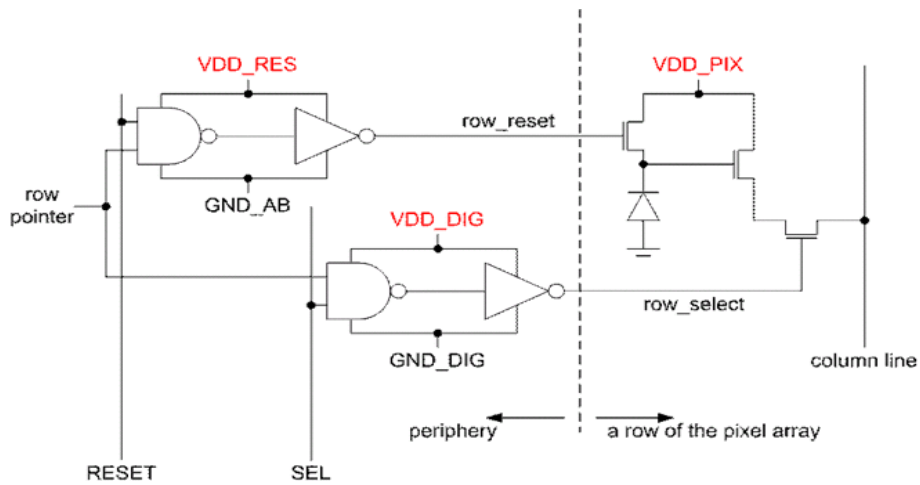 VDD_RES
VDD_PIX
row_reset
row
pointer
GND_AB
VDD_DIG
row_select
GND_DIG
column line
periphery
a row of the pixel array
RESET
SEL